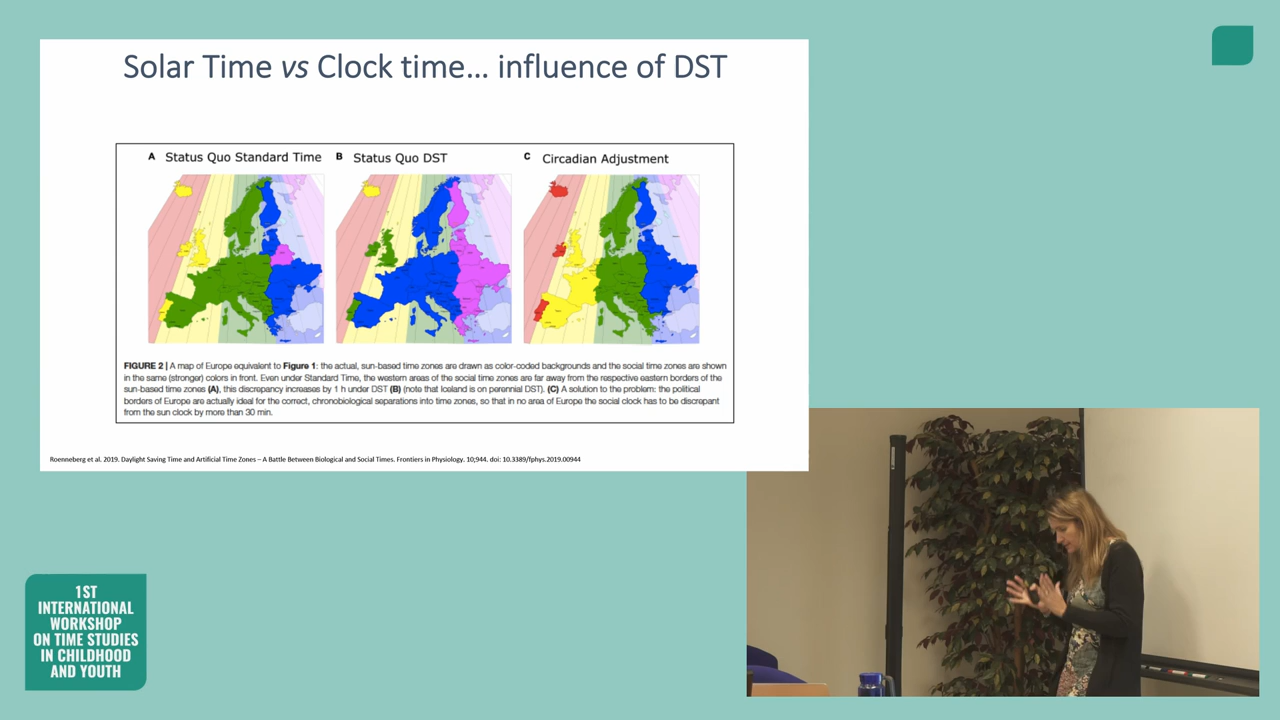 Solar Time vs Clock time... influence of DST
A Status Quo Standard Time
B Status Quo DST
C Circadian Adjustment
FIGURE 2 | A map of Europe equivalent to Figure 1: the actual, sun-based time zones are drawn as color-coded backgrounds and the social time zones are shown
in the same (stronger) colors in front. Even under Standard Time, the western areas of the social time zones are far away from the respective eastern borders of the
sun-based time zones (A), this discrepancy increases by 1 h under DST (B) (note that Iceland is on perennial DST). (C) A solution to the problem: the political
borders of Europe are actually ideal for the correct, chronobiological separations into time zones, so that in no area of Europe the social clock has to be discrepant
from the sun clock by more than 30 min.
Roenneberg et al. 2019. Daylight Saving Time and Artificial Time Zones – A Battle Between Biological and Social Times. Frontiers in Physiology. 10;944. doi: 10.3389/fphys.2019.00944
1ST
INTERNATIONAL
WORKSHOP
ON TIME STUDIES
IN CHILDHOOD
AND YOUTH